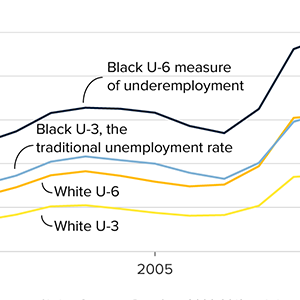 Black U-6 measure
of underemployment
Black U-3, the
traditional unemployment rate
White U-6
White U-3
2005